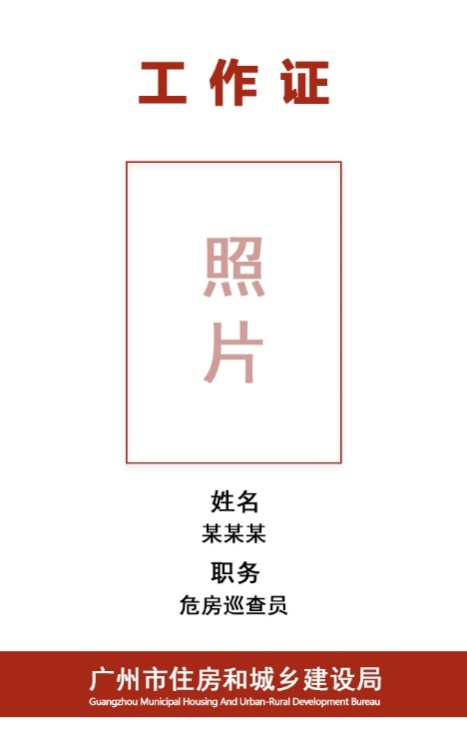 工作证
照
片
姓名
某某某
职务
危房巡查员
广州市住房和城乡建设局
Guangzhou Municipal Housing And Urban-Rural Development Bureau